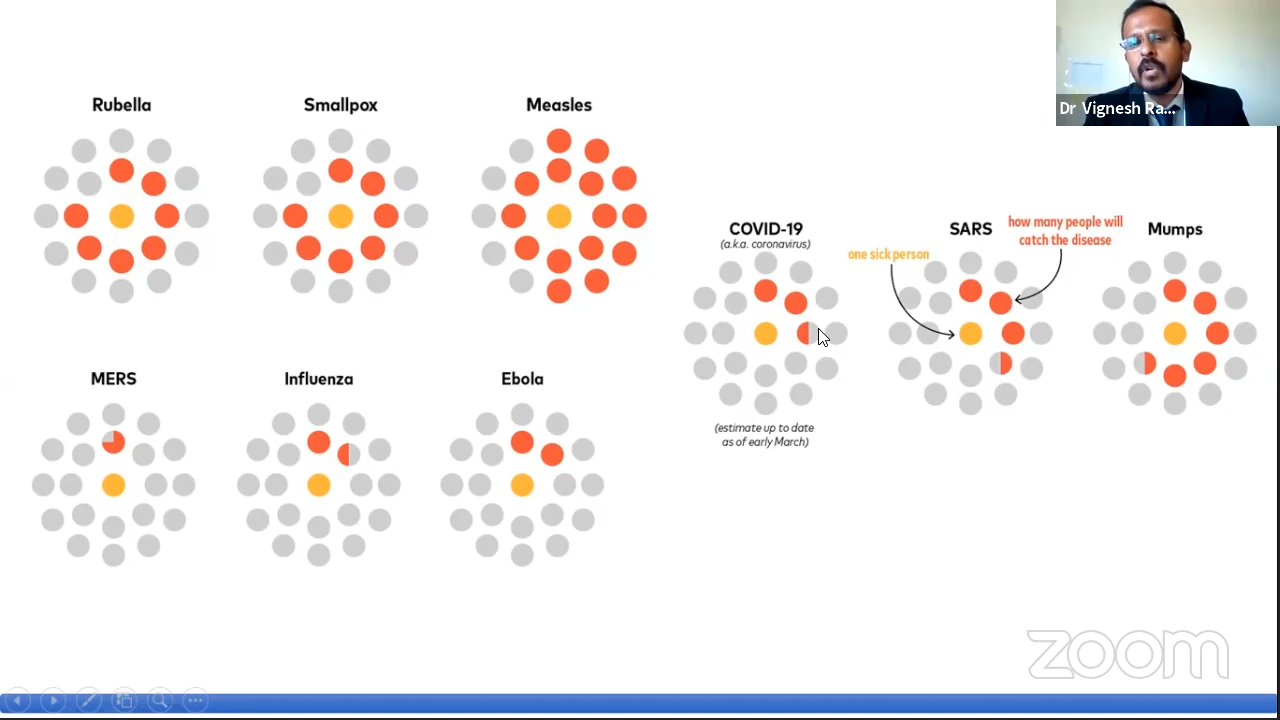 Dr Vignesh Ra...
Rubella
Smallpox
Measles
COVID-19
(a.k.a. coronavirus)
one sick person
SARS
how many people will
catch the disease
Mumps
(estimate up to date
as of early March)
MERS
Influenza
Ebola
zoom